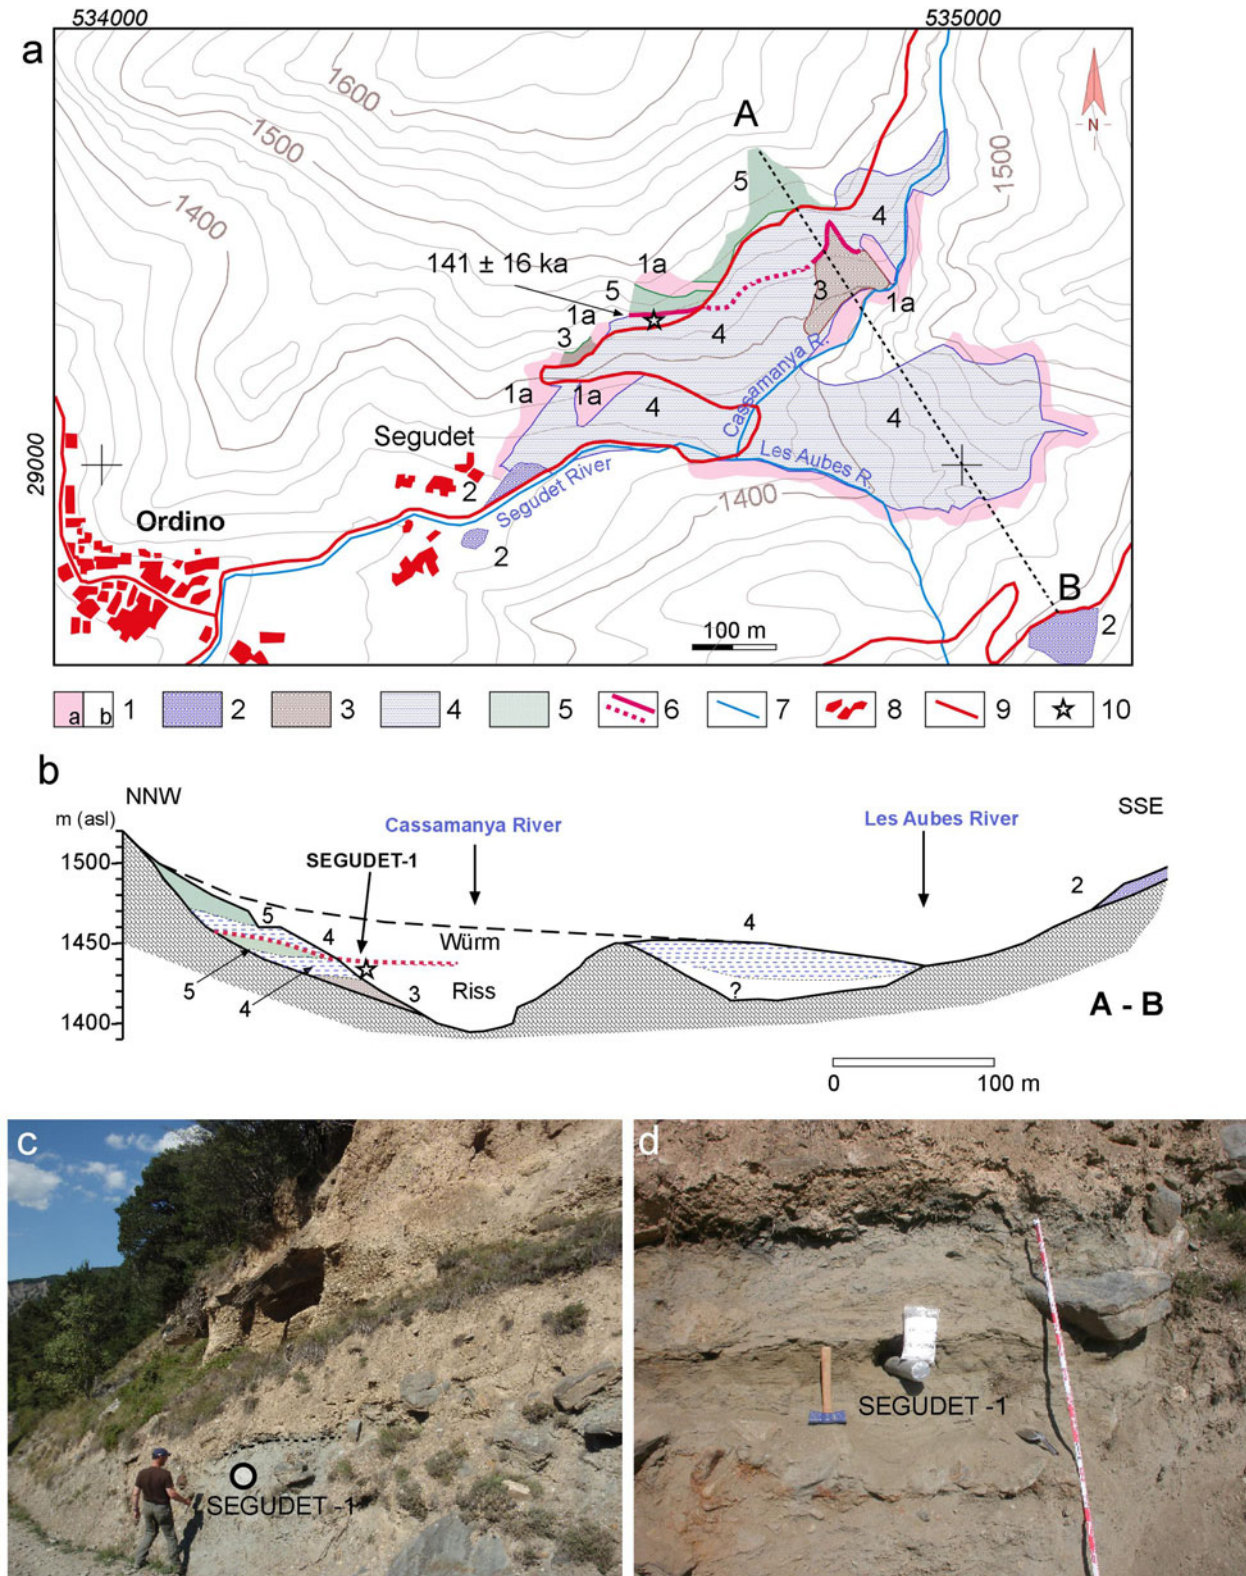 534000
535000
a
A
1600
1500
1400
1500
N
5
4
1a
141 ± 16 ka
5
1a
3
3
1a
4
1a
1a
4
4
Cassamanya R.
Segudet
Les Aubes R.
29000
2
Segudet River
1400
Ordino
2
B
2
100 m
a b 1 2 3 4 5 6 7 8 9 10
b
NNW
SSE
m (asl)
Cassamanya River
Les Aubes River
1500
SEGUDET-1
2
5
4
4
1450
Würm
5
4
3
Riss
?
1400
A - B
0 100 m
c
SEGUDET -1
d
SEGUDET -1